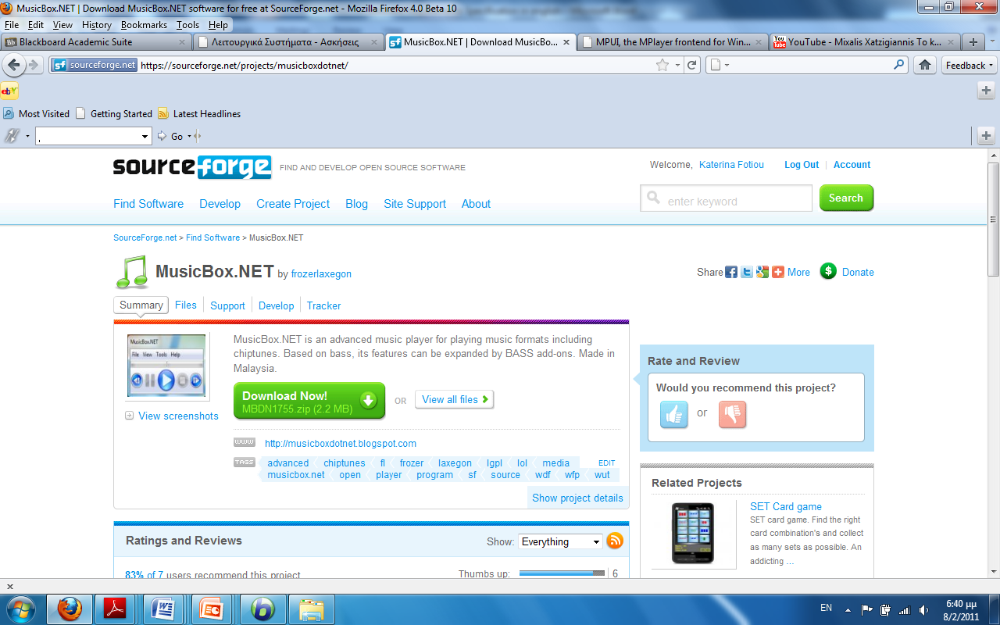 MusicBox.NET | Download MusicBox.NET software for free at SourceForge.net - Mozilla Firefox 4.0 Beta 10
File Edit View History Bookmarks Tools Help
Bb Blackboard Academic Suite
Λειτουργικά Συστήματα - Ασκήσεις
sf MusicBox.NET | Download MusicBo...
MPUI, the MPlayer frontend for Win...
You Tube YouTube - Mixalis Xatzigiannis To k...
sf sourceforge.net https://sourceforge.net/projects/musicboxdotnet/
Feedback
ebY
Most Visited Getting Started Latest Headlines
, Go
sourceforge FIND AND DEVELOP OPEN SOURCE SOFTWARE
Welcome, Katerina Fotiou Log Out | Account
enter keyword Search
Find Software Develop Create Project Blog Site Support About
SourceForge.net > Find Software > MusicBox.NET
MusicBox.NET by frozerlaxegon
Share More Donate
Summary Files Support Develop Tracker
MusicBox.NET
File View Tools Help
View screenshots
MusicBox.NET is an advanced music player for playing music formats including
chiptunes. Based on bass, its features can be expanded by BASS add-ons. Made in
Malaysia.
Download Now!
MBDN1755.zip (2.2 MB)
OR View all files
www http://musicboxdotnet.blogspot.com
TAGS advanced chiptunes fl frozer laxegon lgpl lol media EDIT
musicbox.net open player program sf source wdf wfp wut
Show project details
Rate and Review
Would you recommend this project?
or
Related Projects
SET Card game
SET card game. Find the right
card combination's and collect
as many sets as possible. An
addicting ...
Ratings and Reviews
Show: Everything
83% of 7 users recommend this project
Thumbs up: 6
EN
6:40 μμ
8/2/2011